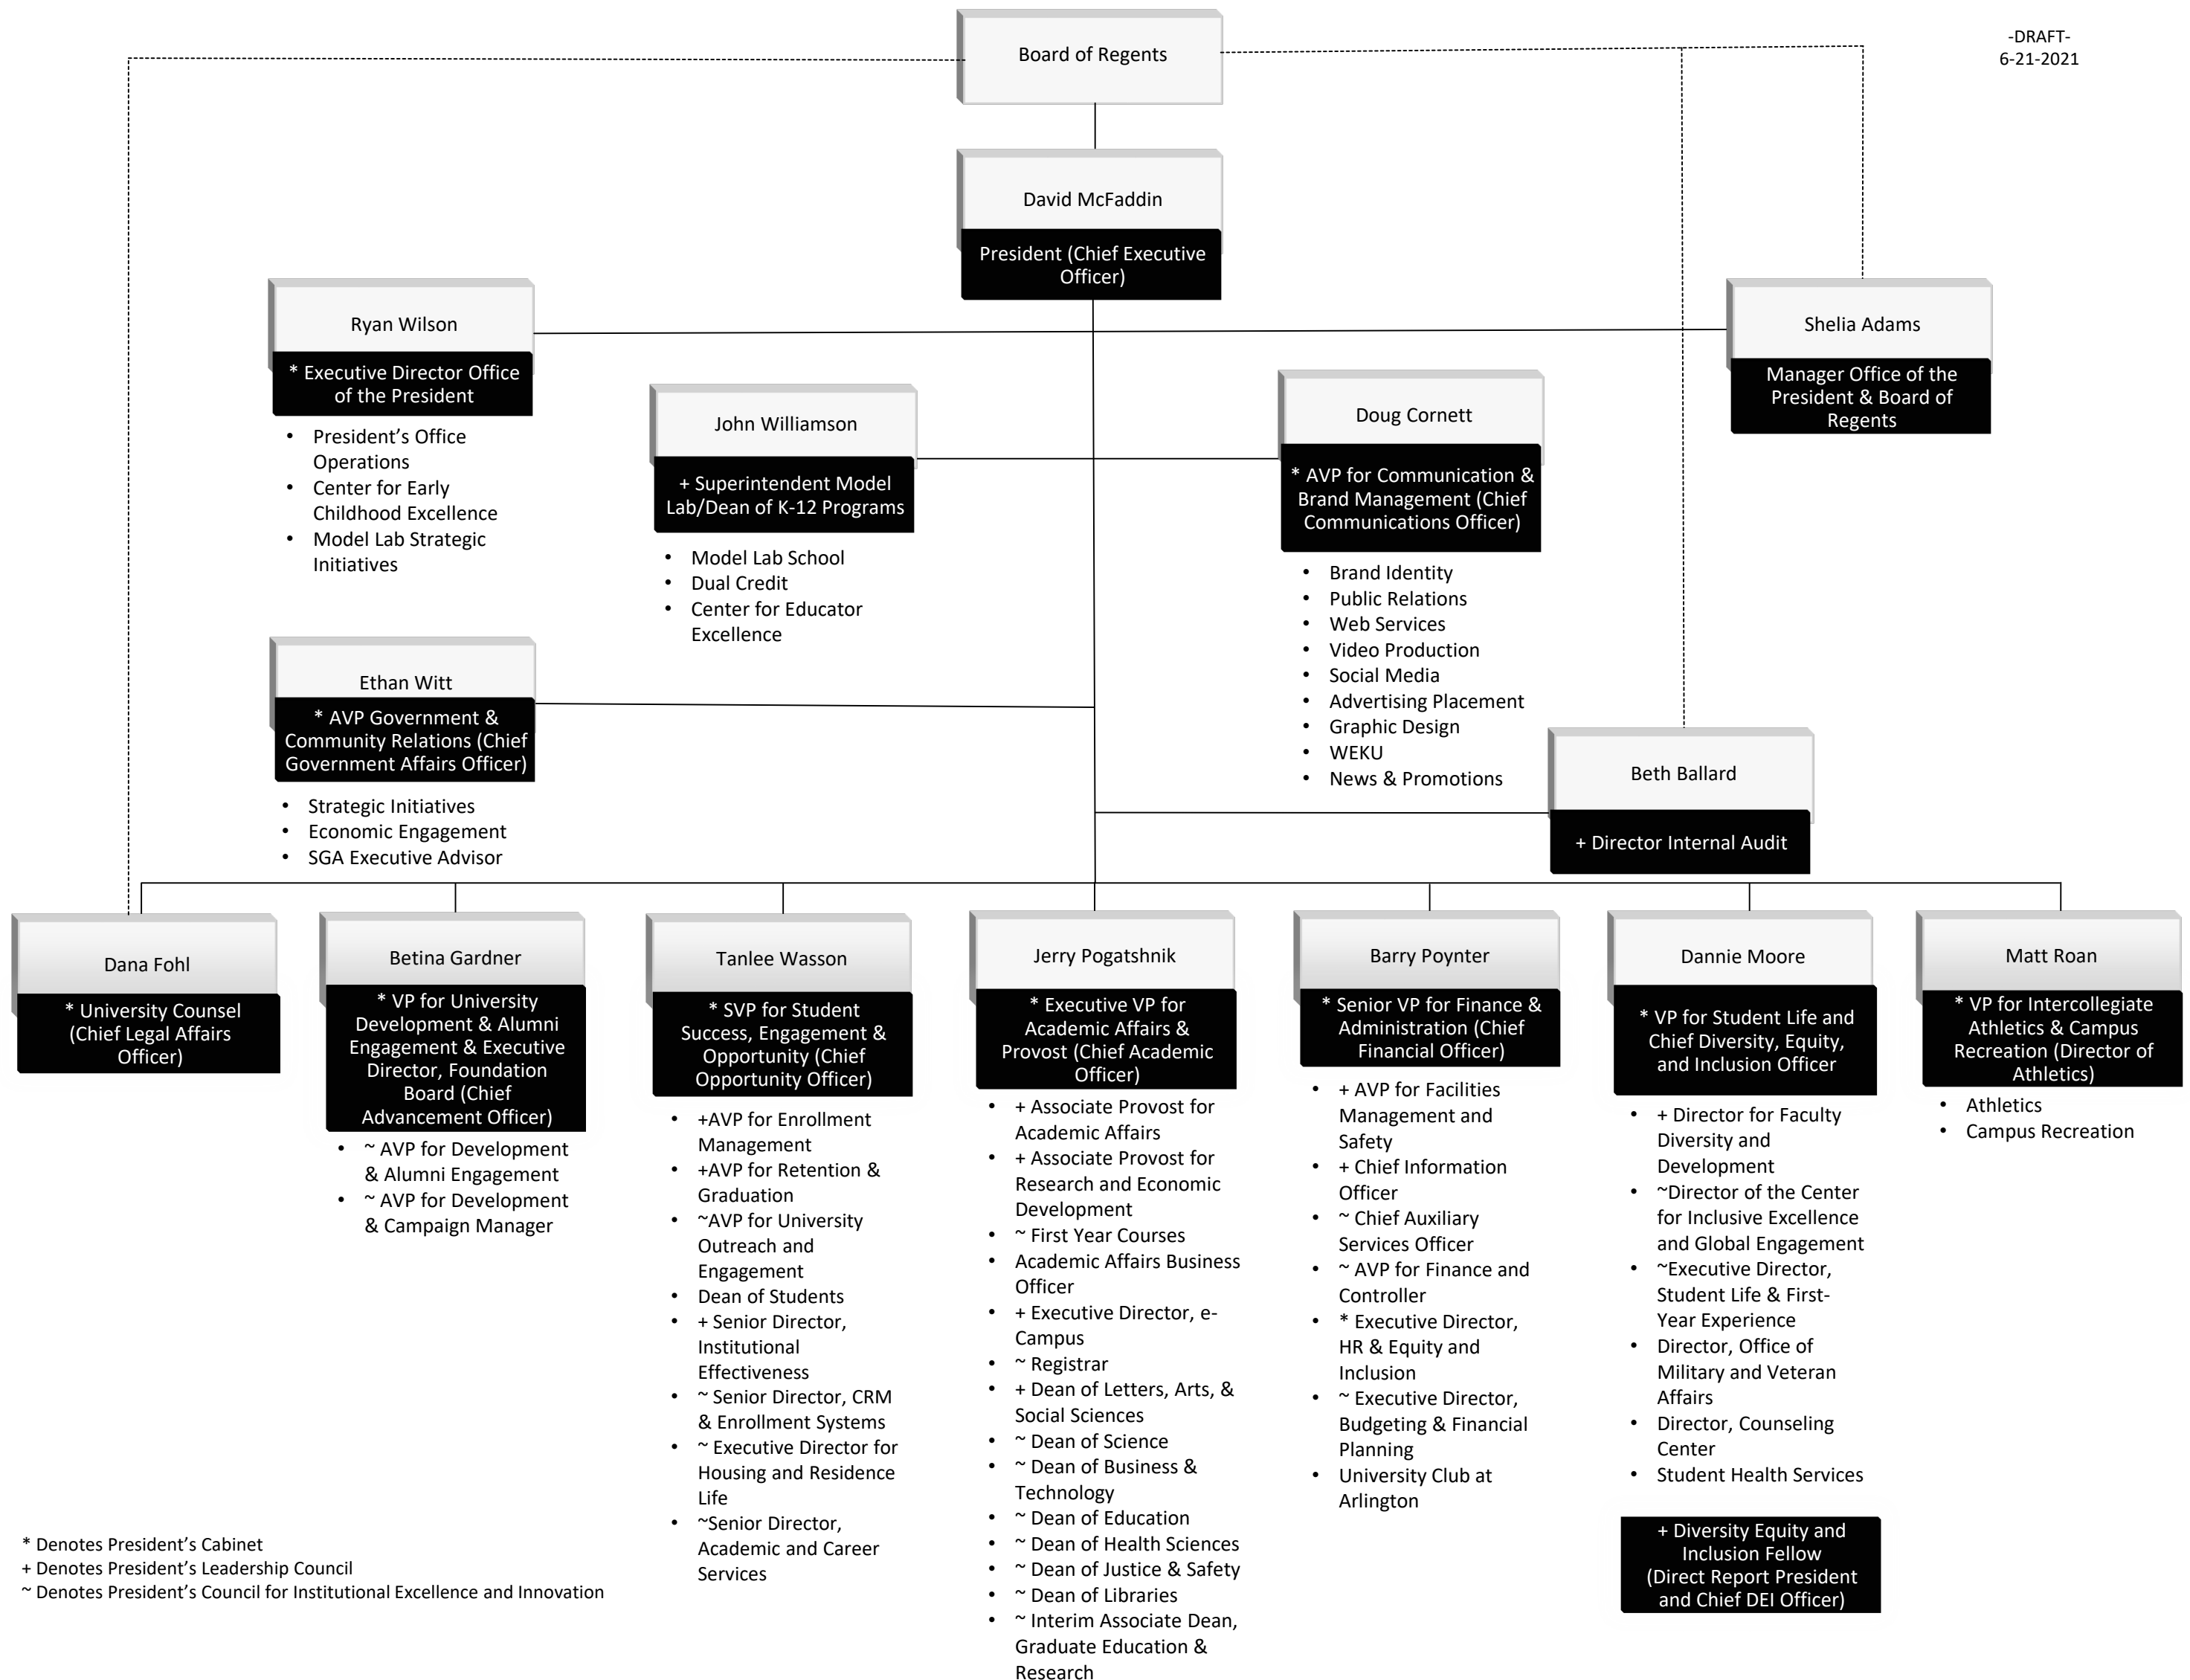 -DRAFT-
6-21-2021
Board of Regents
David McFaddin
President (Chief Executive
Officer)
Ryan Wilson
* Executive Director Office
of the President
• President’s Office
Operations
• Center for Early
Childhood Excellence
• Model Lab Strategic
Initiatives
Shelia Adams
Manager Office of the
President & Board of
Regents
John Williamson
+ Superintendent Model
Lab/Dean of K-12 Programs
• Model Lab School
• Dual Credit
• Center for Educator
Excellence
Doug Cornett
* AVP for Communication &
Brand Management (Chief
Communications Officer)
• Brand Identity
• Public Relations
• Web Services
• Video Production
• Social Media
• Advertising Placement
• Graphic Design
• WEKU
• News & Promotions
Ethan Witt
* AVP Government &
Community Relations (Chief
Government Affairs Officer)
• Strategic Initiatives
• Economic Engagement
• SGA Executive Advisor
Beth Ballard
+ Director Internal Audit
Dana Fohl
* University Counsel
(Chief Legal Affairs
Officer)
Betina Gardner
* VP for University
Development & Alumni
Engagement & Executive
Director, Foundation
Board (Chief
Advancement Officer)
• ~ AVP for Development
& Alumni Engagement
• ~ AVP for Development
& Campaign Manager
Tanlee Wasson
* SVP for Student
Success, Engagement &
Opportunity (Chief
Opportunity Officer)
• +AVP for Enrollment
Management
• +AVP for Retention &
Graduation
• ~AVP for University
Outreach and
Engagement
• Dean of Students
• + Senior Director,
Institutional
Effectiveness
• ~ Senior Director, CRM
& Enrollment Systems
• ~ Executive Director for
Housing and Residence
Life
• ~Senior Director,
Academic and Career
Services
Jerry Pogatshnik
* Executive VP for
Academic Affairs &
Provost (Chief Academic
Officer)
• + Associate Provost for
Academic Affairs
• + Associate Provost for
Research and Economic
Development
• ~ First Year Courses
• Academic Affairs Business
Officer
• + Executive Director, e-
Campus
• ~ Registrar
• + Dean of Letters, Arts, &
Social Sciences
• ~ Dean of Science
• ~ Dean of Business &
Technology
• ~ Dean of Education
• ~ Dean of Health Sciences
• ~ Dean of Justice & Safety
• ~ Dean of Libraries
• ~ Interim Associate Dean,
Graduate Education &
Research
Barry Poynter
* Senior VP for Finance &
Administration (Chief
Financial Officer)
• + AVP for Facilities
Management and
Safety
• + Chief Information
Officer
• ~ Chief Auxiliary
Services Officer
• ~ AVP for Finance and
Controller
• * Executive Director,
HR & Equity and
Inclusion
• ~ Executive Director,
Budgeting & Financial
Planning
• University Club at
Arlington
Dannie Moore
* VP for Student Life and
Chief Diversity, Equity,
and Inclusion Officer
• + Director for Faculty
Diversity and
Development
• ~Director of the Center
for Inclusive Excellence
and Global Engagement
• ~Executive Director,
Student Life & First-
Year Experience
• Director, Office of
Military and Veteran
Affairs
• Director, Counseling
Center
• Student Health Services
+ Diversity Equity and
Inclusion Fellow
(Direct Report President
and Chief DEI Officer)
Matt Roan
* VP for Intercollegiate
Athletics & Campus
Recreation (Director of
Athletics)
• Athletics
• Campus Recreation
* Denotes President’s Cabinet
+ Denotes President’s Leadership Council
~ Denotes President’s Council for Institutional Excellence and Innovation